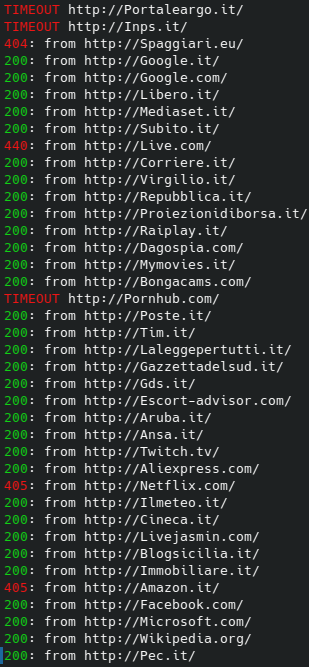 TIMEOUT http://Portaleargo.it/
TIMEOUT http://Inps.it/
404: from http://Spaggiari.eu/
200: from http://Google.it/
200: from http://Google.com/
200: from http://Libero.it/
200: from http://Mediaset.it/
200: from http://Subito.it/
440: from http://Live.com/
200: from http://Corriere.it/
200: from http://Virgilio.it/
200: from http://Repubblica.it/
200: from http://Proiezionidiborsa.it/
200: from http://Raiplay.it/
200: from http://Dagospia.com/
200: from http://Mymovies.it/
200: from http://Bongacams.com/
TIMEOUT http://Pornhub.com/
200: from http://Poste.it/
200: from http://Tim.it/
200: from http://Laleggepertutti.it/
200: from http://Gazzettadelsud.it/
200: from http://Gds.it/
200: from http://Escort-advisor.com/
200: from http://Aruba.it/
200: from http://Ansa.it/
200: from http://Twitch.tv/
200: from http://Aliexpress.com/
405: from http://Netflix.com/
200: from http://Ilmeteo.it/
200: from http://Cineca.it/
200: from http://Livejasmin.com/
200: from http://Blogsicilia.it/
200: from http://Immobiliare.it/
405: from http://Amazon.it/
200: from http://Facebook.com/
200: from http://Microsoft.com/
200: from http://Wikipedia.org/
200: from http://Pec.it/